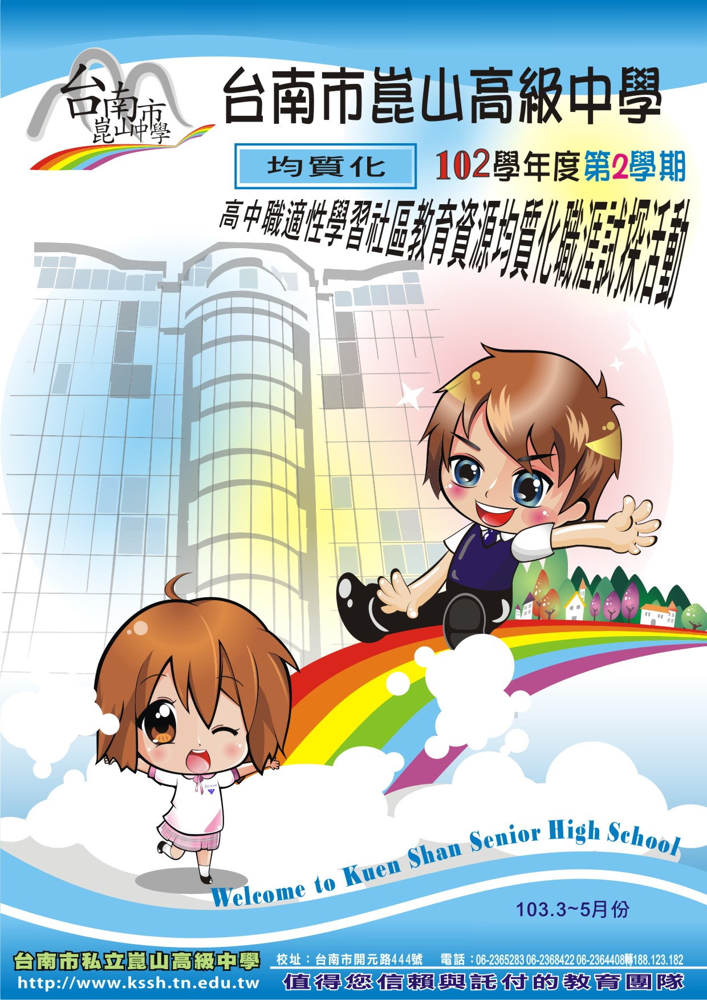 台南市
崑山中學
台南市崑山高級中學
均質化
102學年度第2學期
高中職適性學習社區教育資源均質化職涯試探活動
Welcome to Kuen Shan Senior High School
103.3~5月份
台南市私立崑山高級中學
http://www.kssh.tn.edu.tw
校址：台南市開元路444號 電話：06-2365283 06-2368422 06-2364408轉188.123.182
值得您信賴與託付的教育團隊